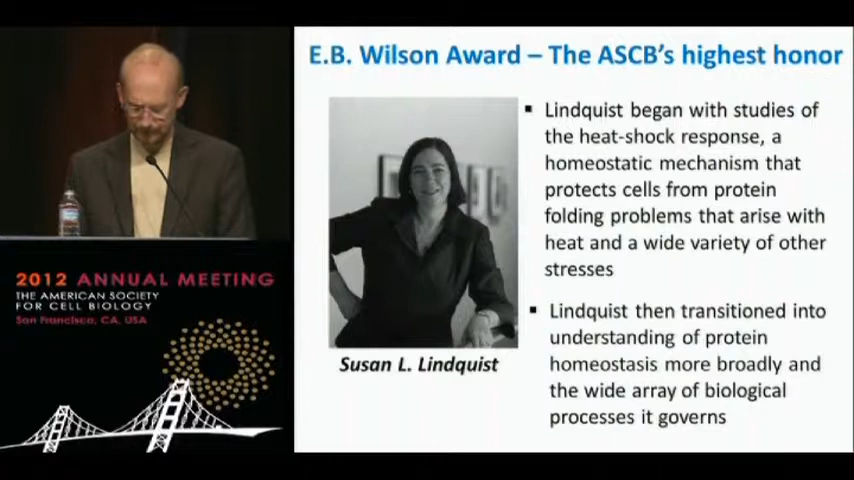 E.B. Wilson Award – The ASCB's highest honor
▪ Lindquist began with studies of
the heat-shock response, a
homeostatic mechanism that
protects cells from protein
folding problems that arise with
heat and a wide variety of other
stresses
▪ Lindquist then transitioned into
understanding of protein
homeostasis more broadly and
the wide array of biological
processes it governs
Susan L. Lindquist
2012 ANNUAL MEETING
THE AMERICAN SOCIETY
FOR CELL BIOLOGY
San Francisco, CA, USA